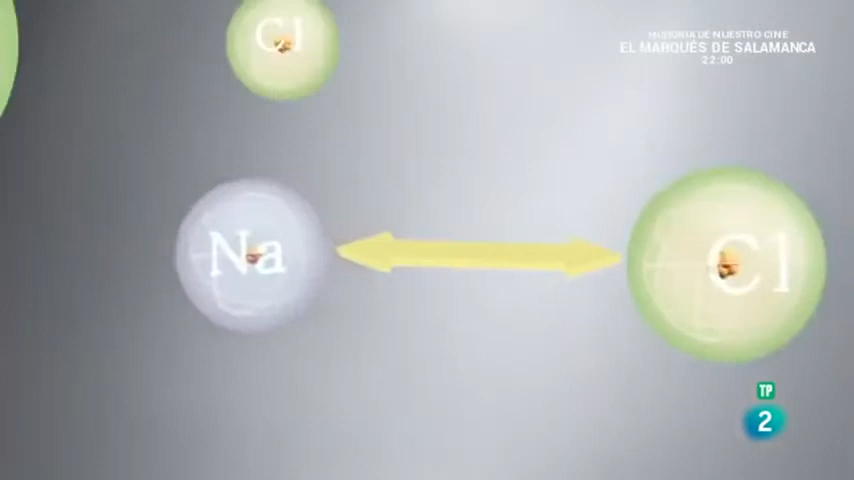 Cl
HISTORIA DE NUESTRO CINE
EL MARQUÉS DE SALAMANCA
22:00
Na
Cl
TP
2